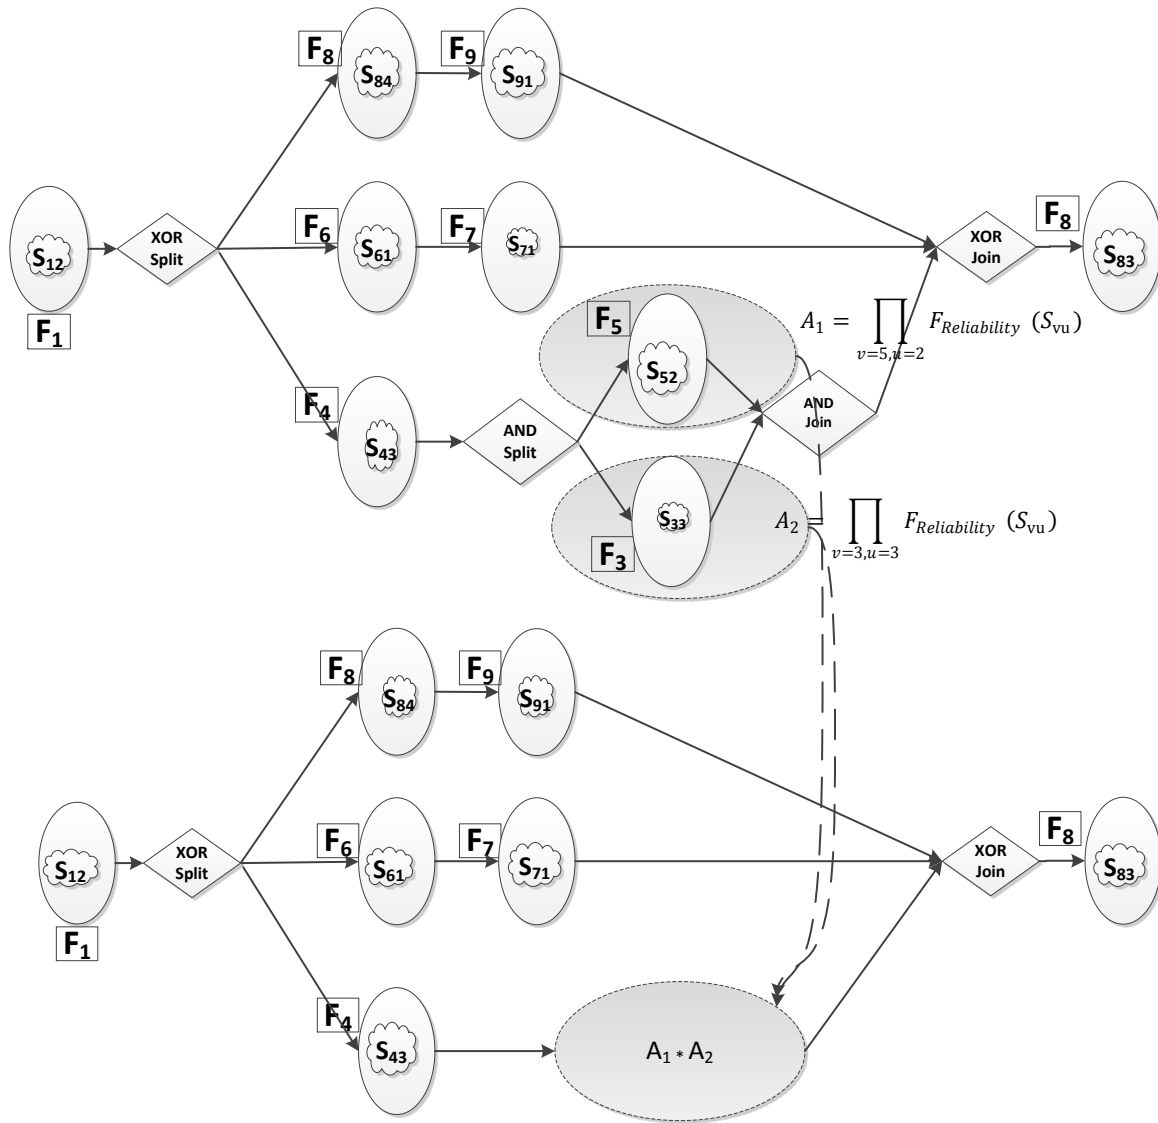 F8
S84
F9
S91
S12
F1
XOR
Split
F6
S61
F7
S71
XOR
Join
F8
S83
F4
S43
AND
Split
F5
S52
A1 = ∏ v=5,u=2 FReliability (Svu)
AND
Join
F3
S33
A2 = ∏ v=3,u=3 FReliability (Svu)
F8
S84
F9
S91
S12
F1
XOR
Split
F6
S61
F7
S71
XOR
Join
F8
S83
F4
S43
A1 * A2